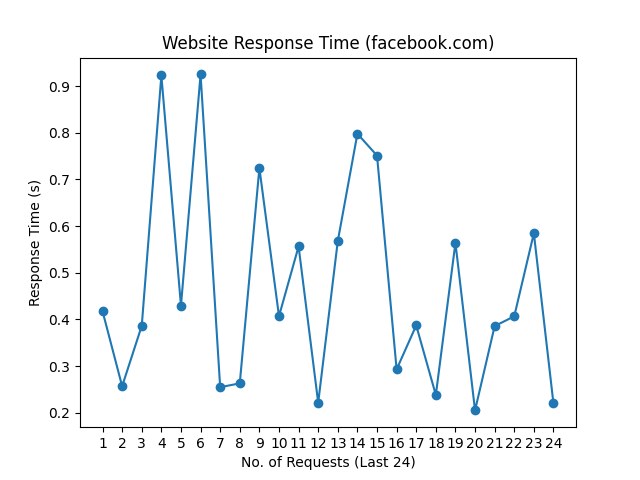 Website Response Time (facebook.com)
Response Time (s)
0.9
0.8
0.7
0.6
0.5
0.4
0.3
0.2
1 2 3 4 5 6 7 8 9 10 11 12 13 14 15 16 17 18 19 20 21 22 23 24
No. of Requests (Last 24)